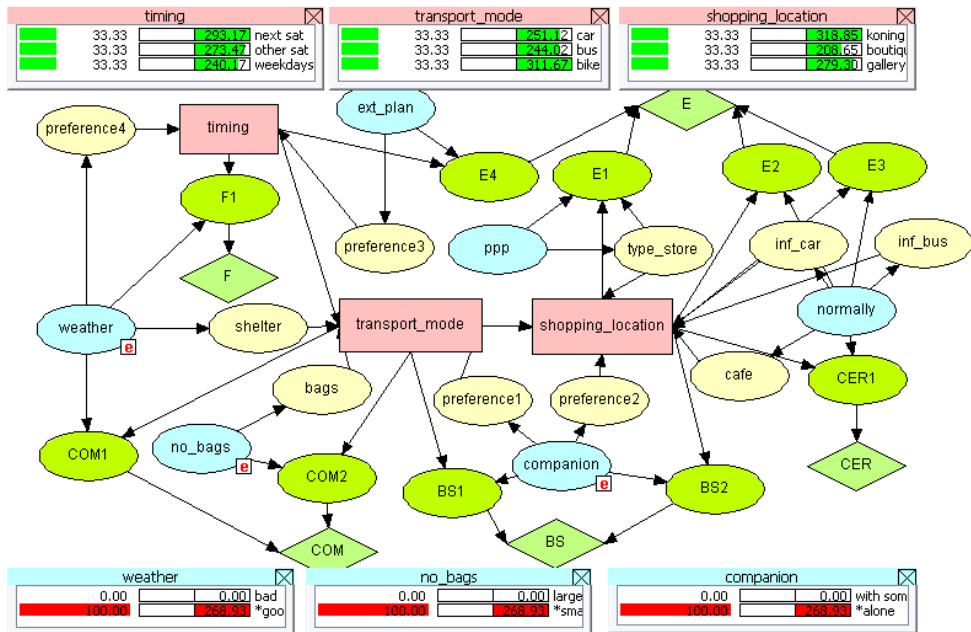 timing
33.33 293.17 next sat
33.33 273.47 other sat
33.33 240.17 weekdays
transport_mode
33.33 251.12 car
33.33 244.02 bus
33.33 311.67 bike
shopping_location
33.33 318.85 koning
33.33 208.65 boutiqu
33.33 279.30 gallery
preference4
timing
ext_plan
E
E4
E1
E2
E3
F1
preference3
ppp
type_store
inf_car
inf_bus
F
weather
e
shelter
transport_mode
shopping_location
normally
bags
preference1
preference2
cafe
CER1
COM1
no_bags
e
COM2
BS1
companion
e
BS2
CER
COM
BS
weather
0.00 0.00 bad
100.00 268.93 *goo
no_bags
0.00 0.00 large
100.00 268.93 *sma
companion
0.00 0.00 with som
100.00 268.93 *alone